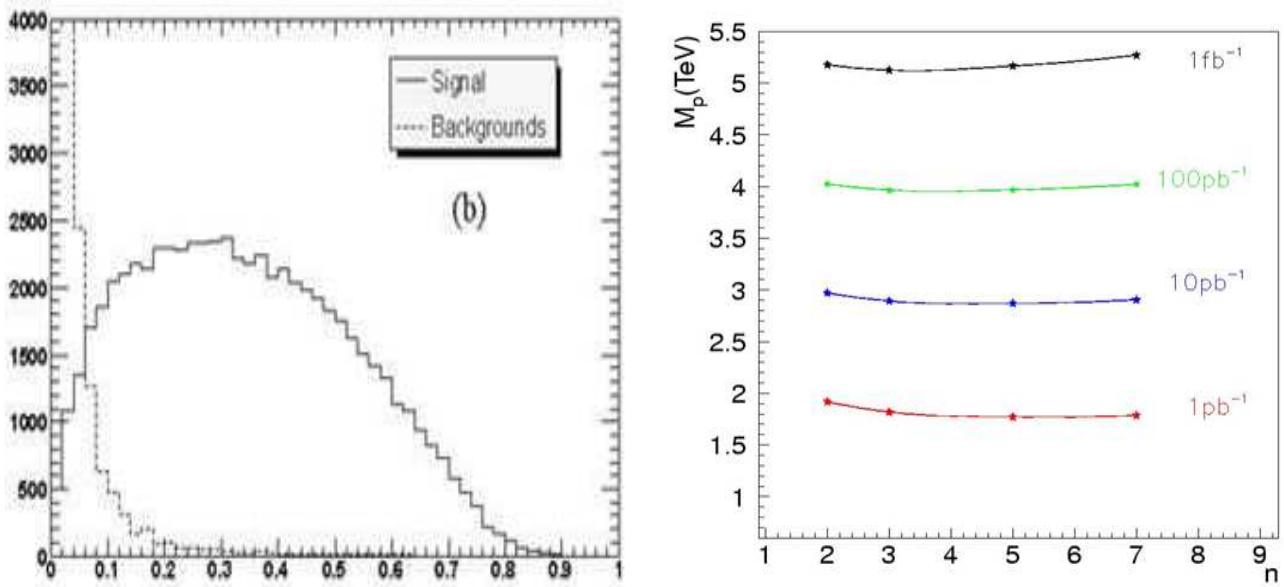 4000
3500
3000
2500
2000
1500
1000
500
0
0 0.1 0.2 0.3 0.4 0.5 0.6 0.7 0.8 0.9 1
Signal
Backgrounds
(b)
M_p(TeV)
5.5
5
4.5
4
3.5
3
2.5
2
1.5
1
1 2 3 4 5 6 7 8 9
n
1fb⁻¹
100pb⁻¹
10pb⁻¹
1pb⁻¹